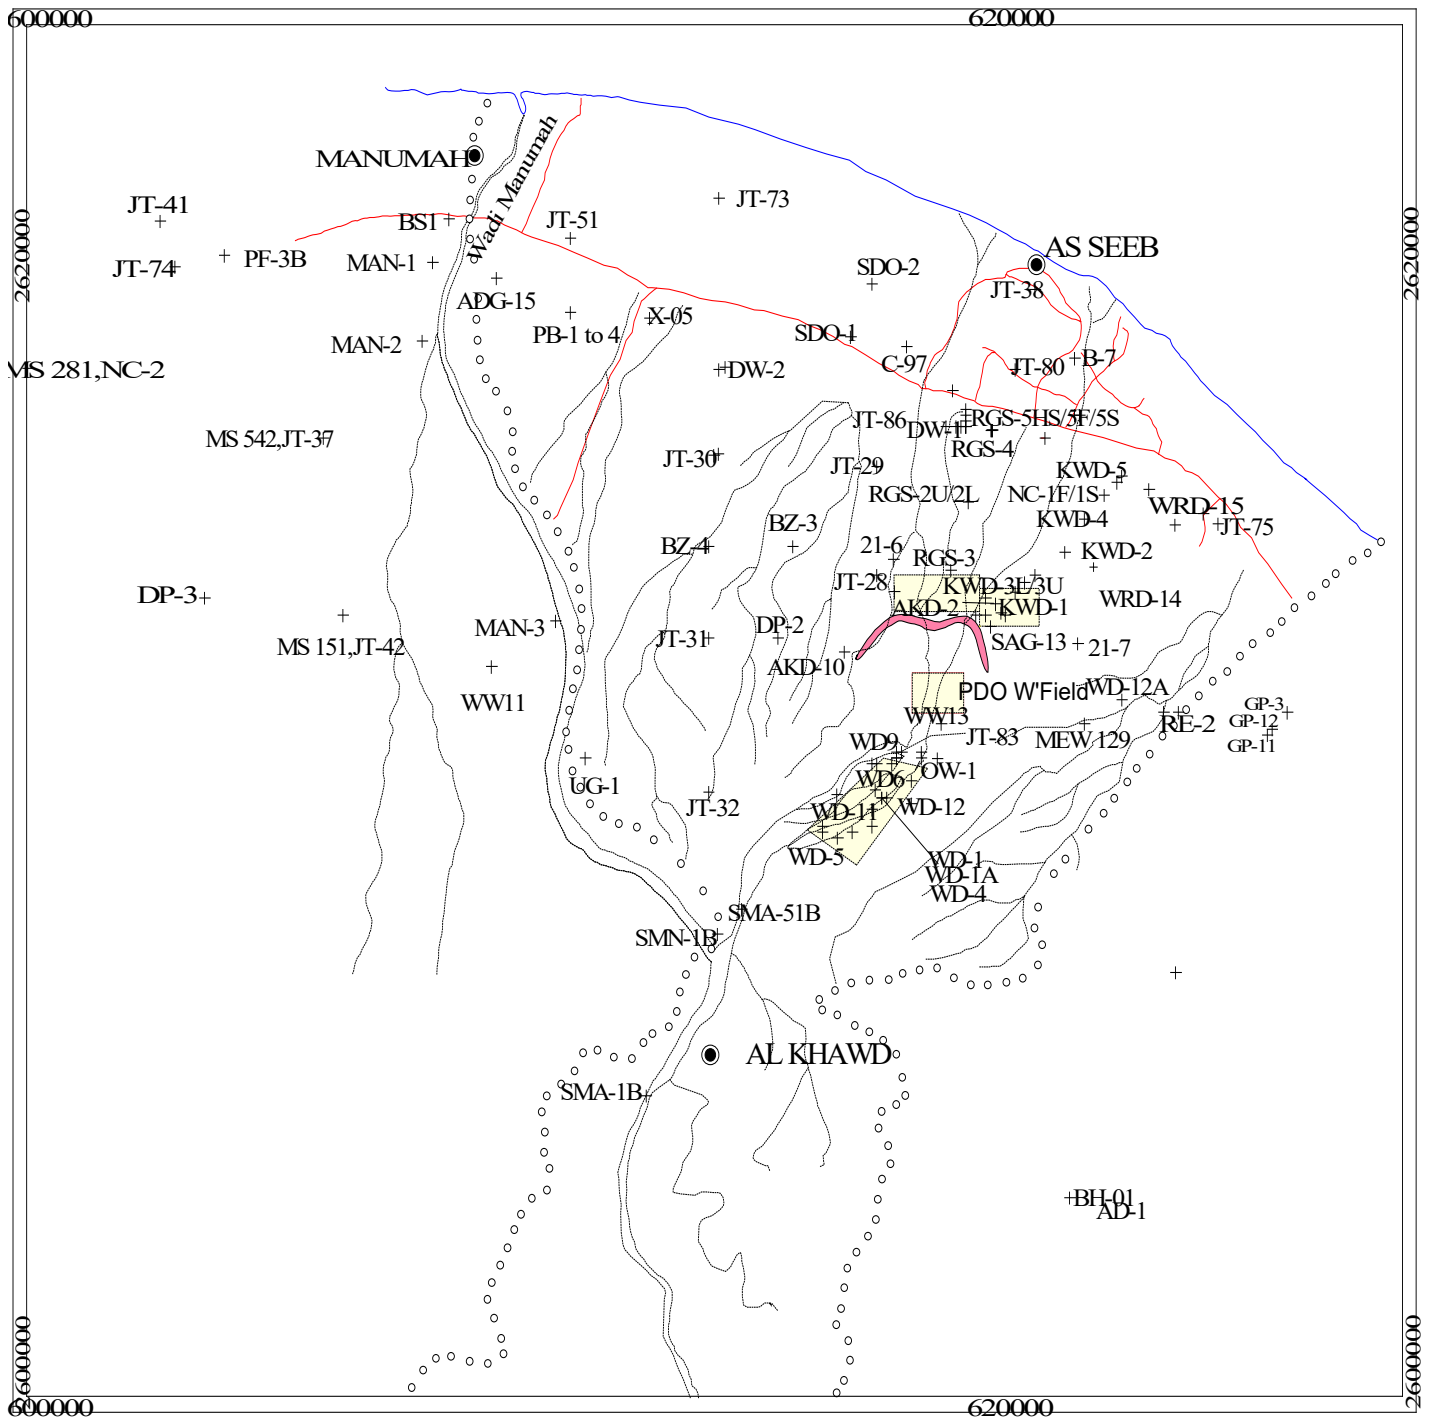 600000
620000
MANUMAH
Wadi Manumah
JT-41
JT-73
BS1
JT-51
2620000
2620000
AS SEEB
PF-3B
MAN-1
JT-74
SDO-2
JT-38
ADG-15
X-05
PB-1 to 4
SDO-1
MAN-2
C-97
JT-80
B-7
MS 281,NC-2
DW-2
JT-86
RGS-5HS/5F/5S
DW-1
MS 542,JT-37
RGS-4
JT-30
JT-29
KWD-5
RGS-2U/2L
NC-1F/1S
WRD-15
BZ-3
KWD-4
JT-75
BZ-4
21-6
RGS-3
KWD-2
JT-28
KWD-3L/3U
DP-3
AKD-2
KWD-1
WRD-14
MAN-3
DP-2
JT-31
SAG-13
21-7
MS 151,JT-42
AKD-10
PDO W'Field
WD-12A
WW11
GP-3
WW13
RE-2
GP-12
JT-83
MEW 129
WD9
GP-11
OW-1
WD6
UG-1
JT-32
WD-12
WD-11
WD-5
WD-1
WD-1A
WD-4
SMA-51B
SMN-1B
AL KHAWD
SMA-1B
BH-01
AD-1
2600000
2600000
600000
620000